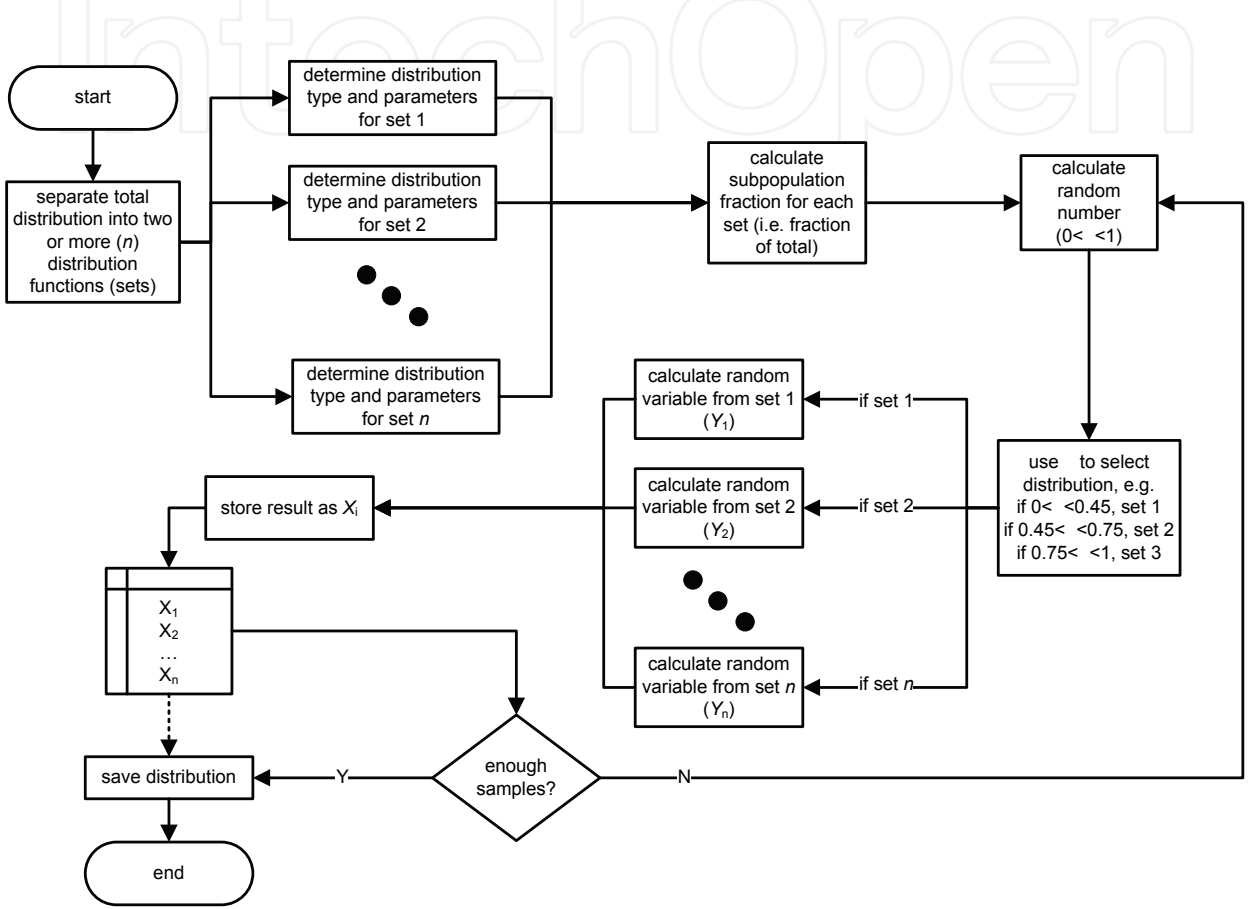 IntechOpen
start
separate total
distribution into two
or more (n)
distribution
functions (sets)
determine distribution
type and parameters
for set 1
determine distribution
type and parameters
for set 2
determine distribution
type and parameters
for set n
calculate
subpopulation
fraction for each
set (i.e. fraction
of total)
calculate
random
number
(0< <1)
use to select
distribution, e.g.
if 0< <0.45, set 1
if 0.45< <0.75, set 2
if 0.75< <1, set 3
if set 1
if set 2
if set n
calculate random
variable from set 1
(Y₁)
calculate random
variable from set 2
(Y₂)
calculate random
variable from set n
(Yₙ)
store result as Xᵢ
X₁
X₂
…
Xₙ
enough
samples?
Y
N
save distribution
end